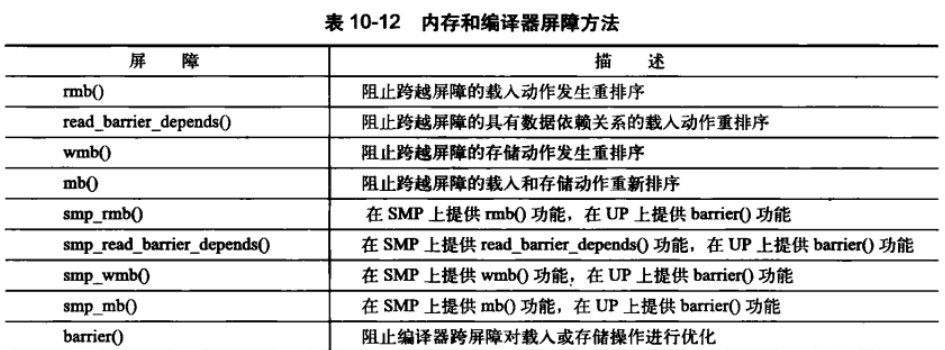 表 10-12 内存和编译器屏障方法
屏 障 描 述
rmb() 阻止跨越屏障的载入动作发生重排序
read_barrier_depends() 阻止跨越屏障的具有数据依赖关系的载入动作重排序
wmb() 阻止跨越屏障的存储动作发生重排序
mb() 阻止跨越屏障的载入和存储动作重新排序
smp_rmb() 在 SMP 上提供 rmb() 功能，在 UP 上提供 barrier() 功能
smp_read_barrier_depends() 在 SMP 上提供 read_barrier_depends() 功能，在 UP 上提供 barrier() 功能
smp_wmb() 在 SMP 上提供 wmb() 功能，在 UP 上提供 barrier() 功能
smp_mb() 在 SMP 上提供 mb() 功能，在 UP 上提供 barrier() 功能
barrier() 阻止编译器跨屏障对载入或存储操作进行优化